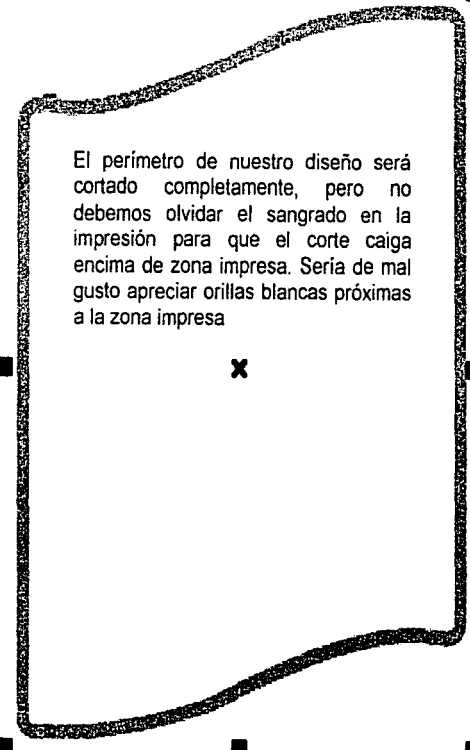 El perímetro de nuestro diseño será
cortado completamente, pero no
debemos olvidar el sangrado en la
impresión para que el corte caiga
encima de zona impresa. Sería de mal
gusto apreciar orillas blancas próximas
a la zona impresa